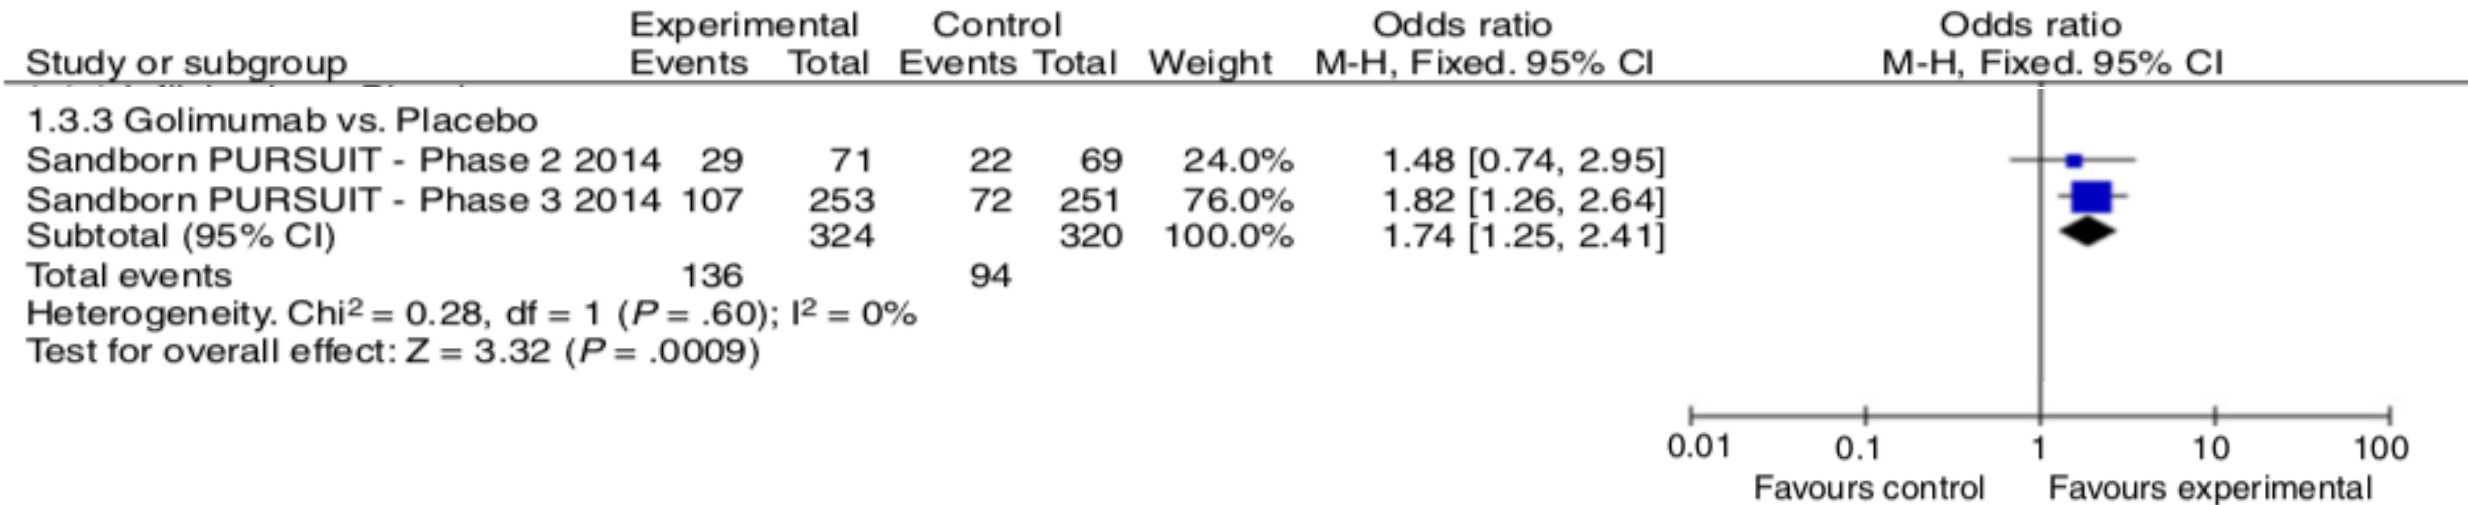 Experimental Control Odds ratio Odds ratio
Study or subgroup Events Total Events Total Weight M-H, Fixed. 95% CI M-H, Fixed. 95% CI
1.3.3 Golimumab vs. Placebo
Sandborn PURSUIT - Phase 2 2014 29 71 22 69 24.0% 1.48 [0.74, 2.95]
Sandborn PURSUIT - Phase 3 2014 107 253 72 251 76.0% 1.82 [1.26, 2.64]
Subtotal (95% CI) 324 320 100.0% 1.74 [1.25, 2.41]
Total events 136 94
Heterogeneity. Chi² = 0.28, df = 1 (P = .60); I² = 0%
Test for overall effect: Z = 3.32 (P = .0009)
0.01 0.1 1 10 100
Favours control Favours experimental